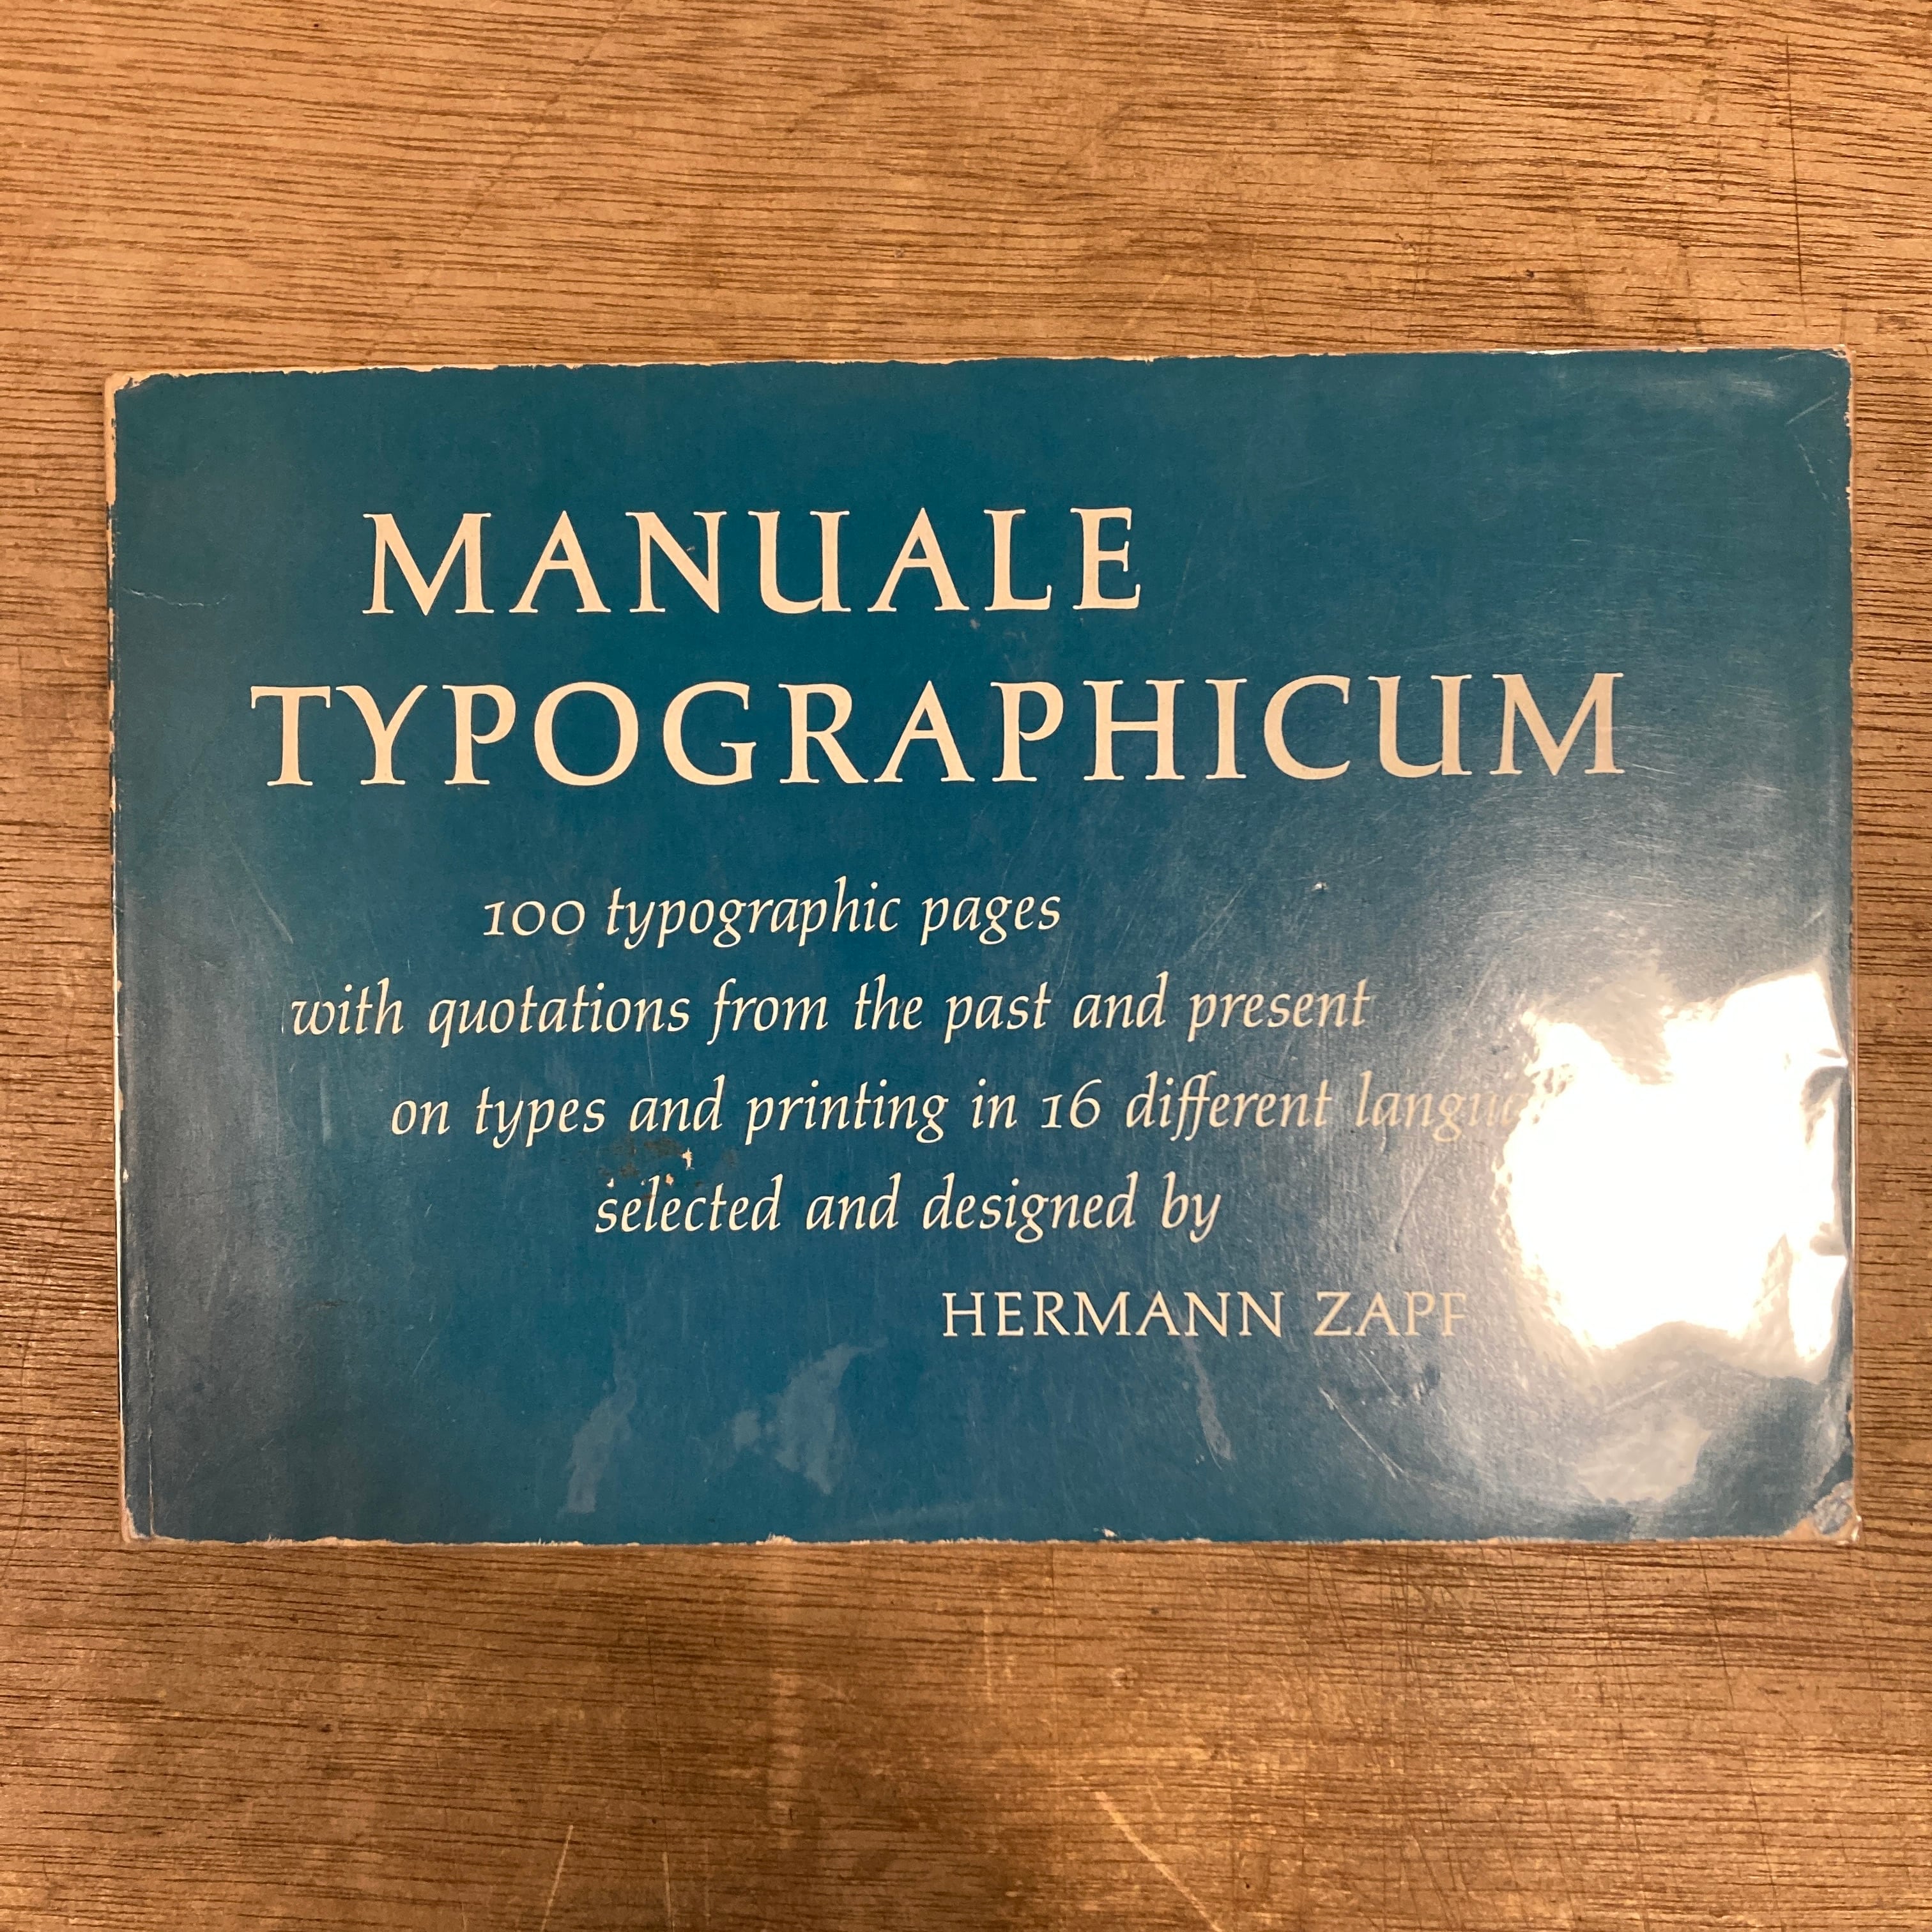 MANUALE
TYPOGRAPHICUM
100 typographic pages
with quotations from the past and present
on types and printing in 16 different
selected and designed by
HERMANN ZAPF